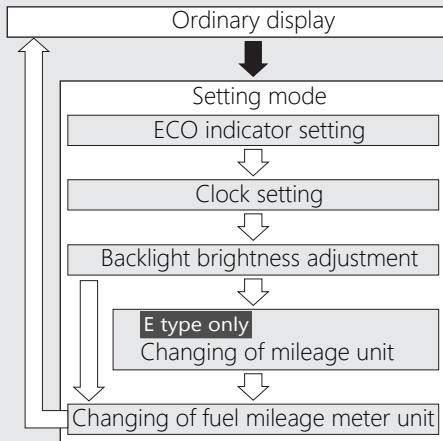 Ordinary display
Setting mode
ECO indicator setting
Clock setting
Backlight brightness adjustment
E type only
Changing of mileage unit
Changing of fuel mileage meter unit